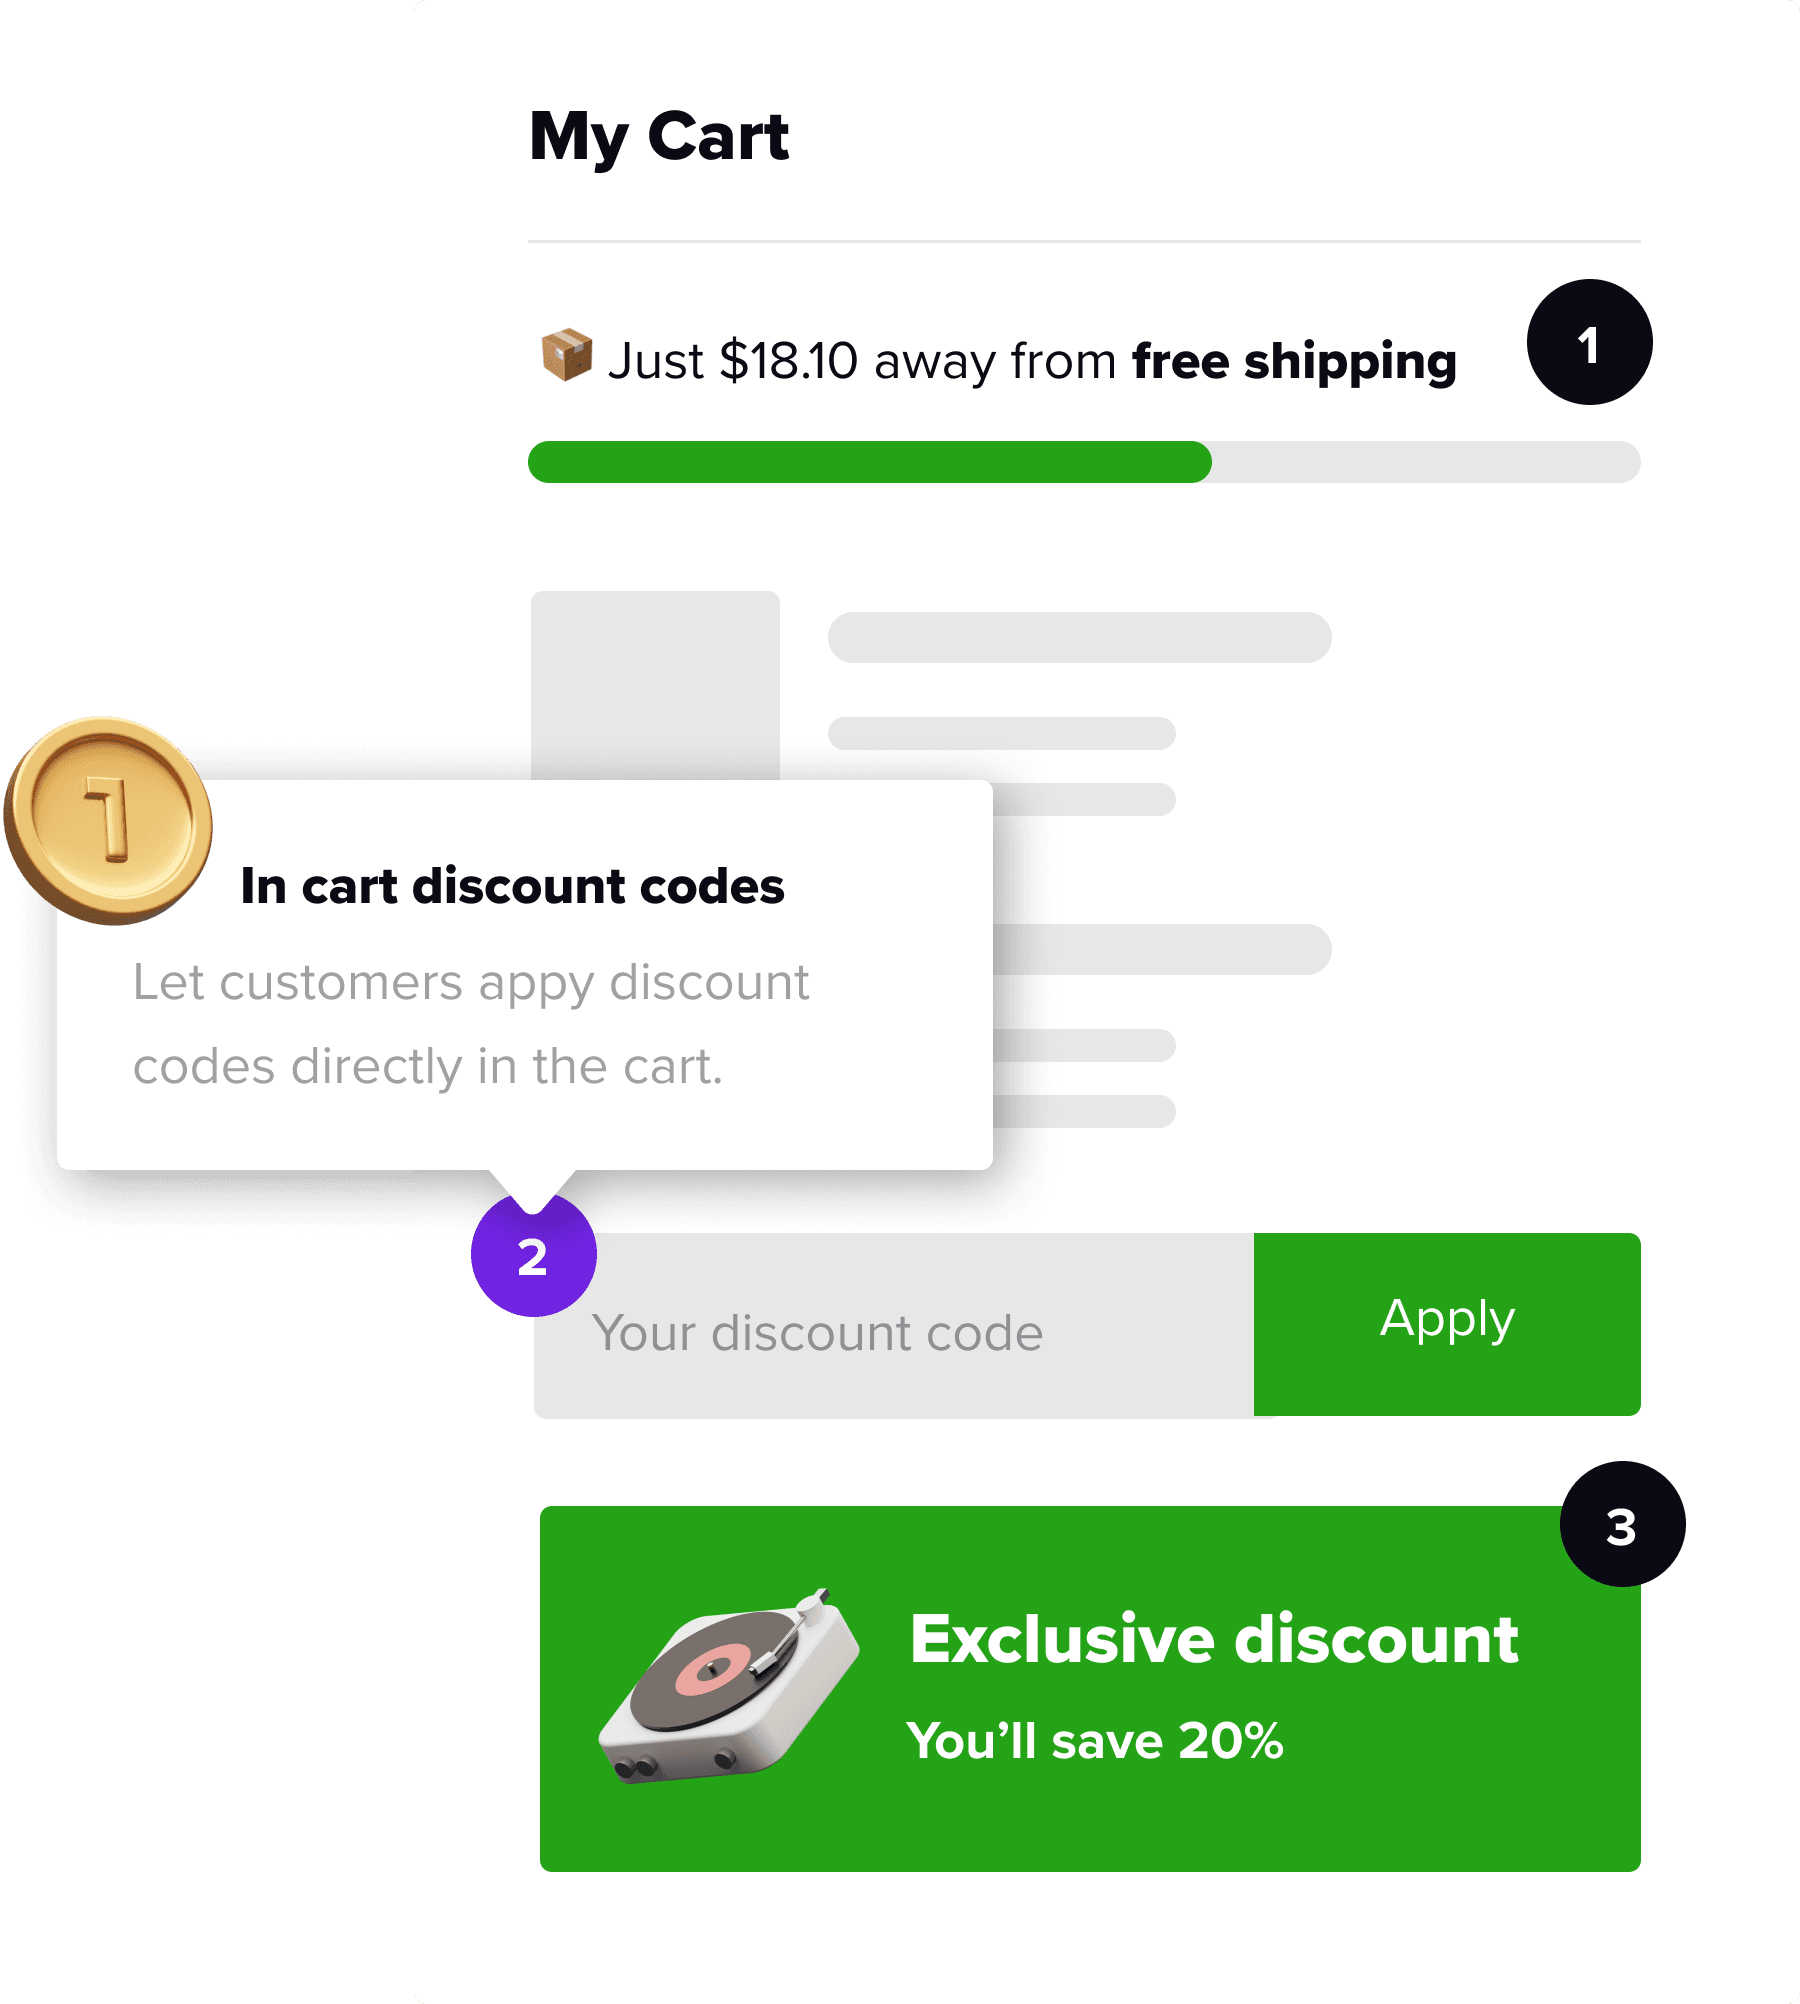 My Cart
Just $18.10 away from free shipping
1
1
In cart discount codes
Let customers appy discount
codes directly in the cart.
2
Your discount code
Apply
3
Exclusive discount
You’ll save 20%